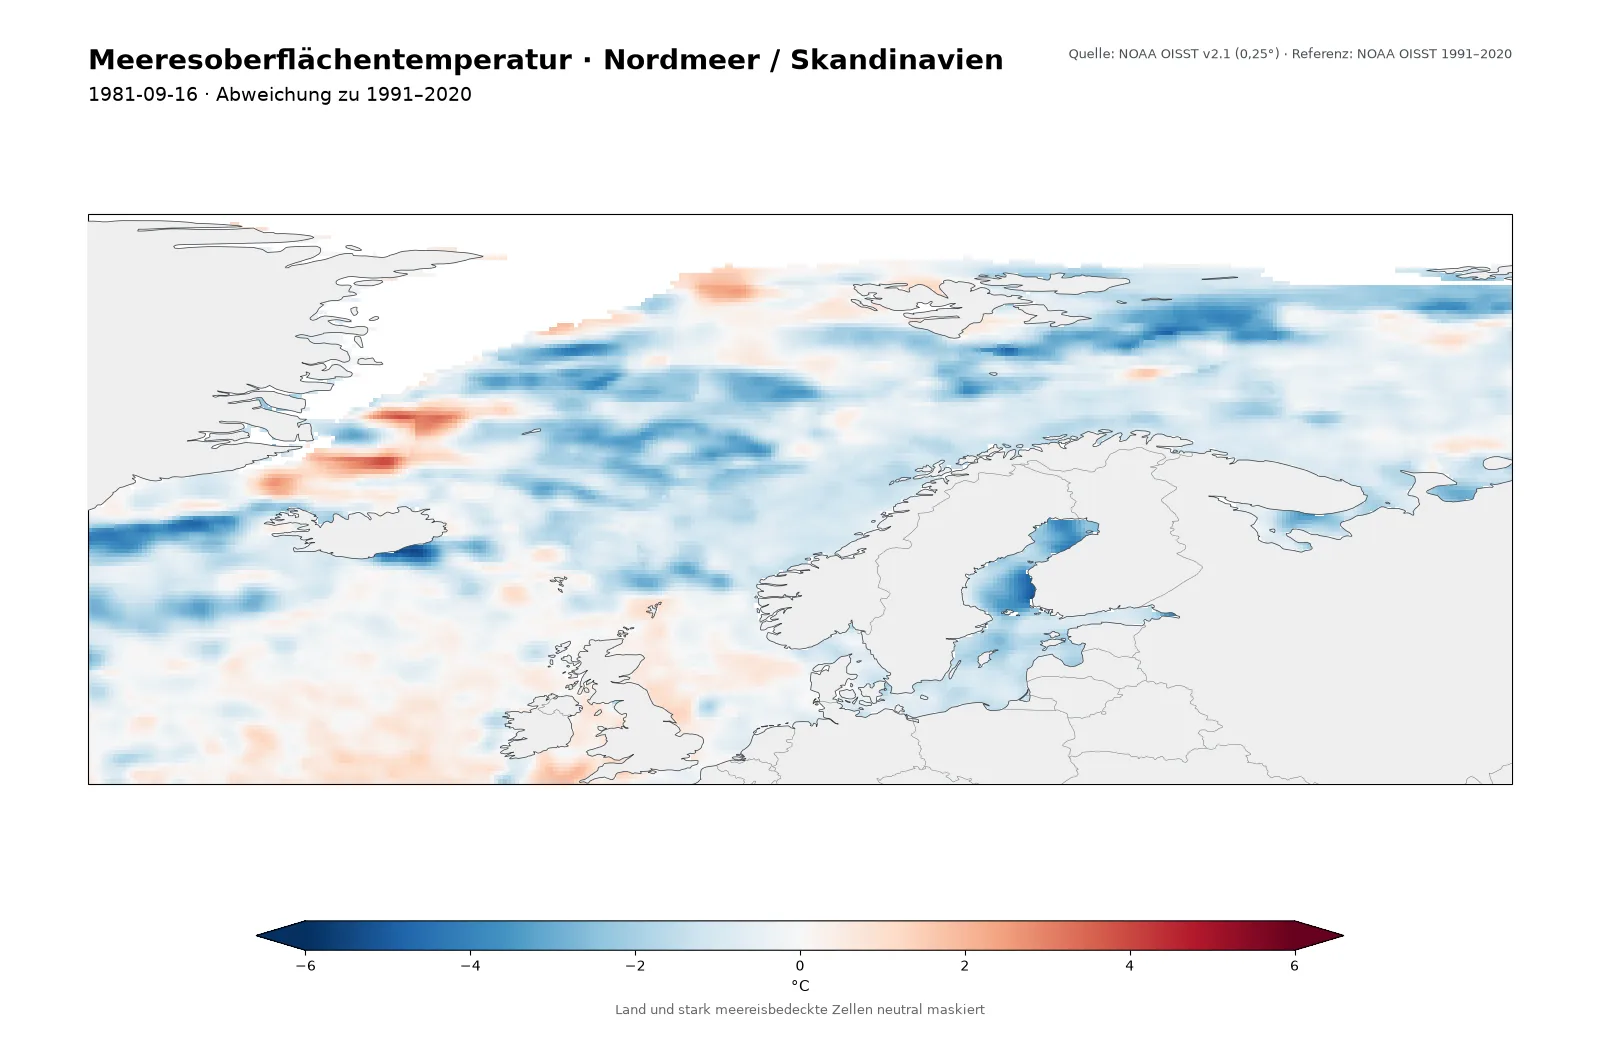 Meeresoberflächentemperatur · Nordmeer / Skandinavien
Quelle: NOAA OISST v2.1 (0,25°) · Referenz: NOAA OISST 1991–2020
1981-09-16 · Abweichung zu 1991–2020
−6 −4 −2 0 2 4 6
°C
Land und stark meereisbedeckte Zellen neutral maskiert